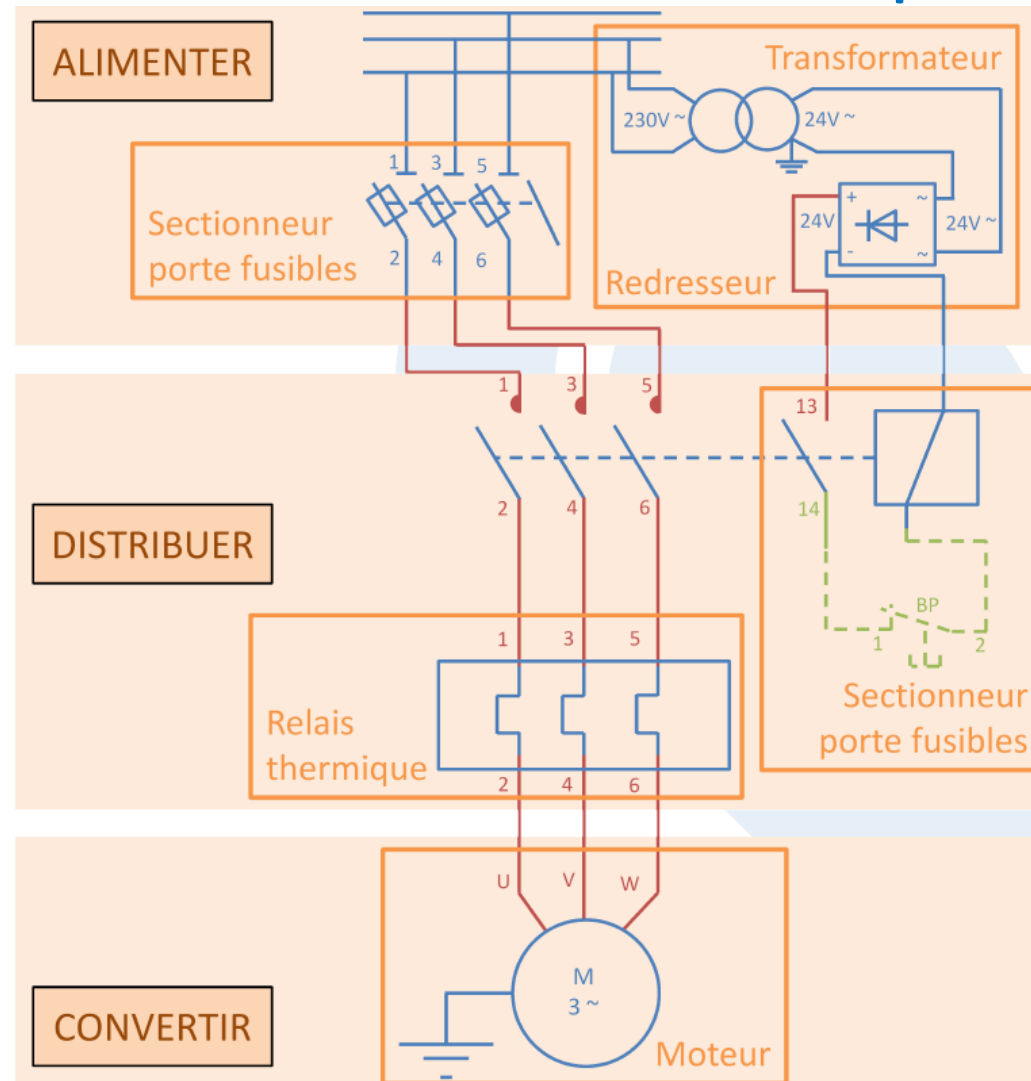 ALIMENTER
Transformateur
230V ~
24V ~
1
3
5
Sectionneur
porte fusibles
2
4
6
+
~
24V
24V ~
-
~
Redresseur
DISTRIBUER
1
3
5
2
4
6
13
14
BP
1
2
Sectionneur
porte fusibles
Relais
thermique
1
3
5
2
4
6
CONVERTIR
U
V
W
M
3 ~
Moteur